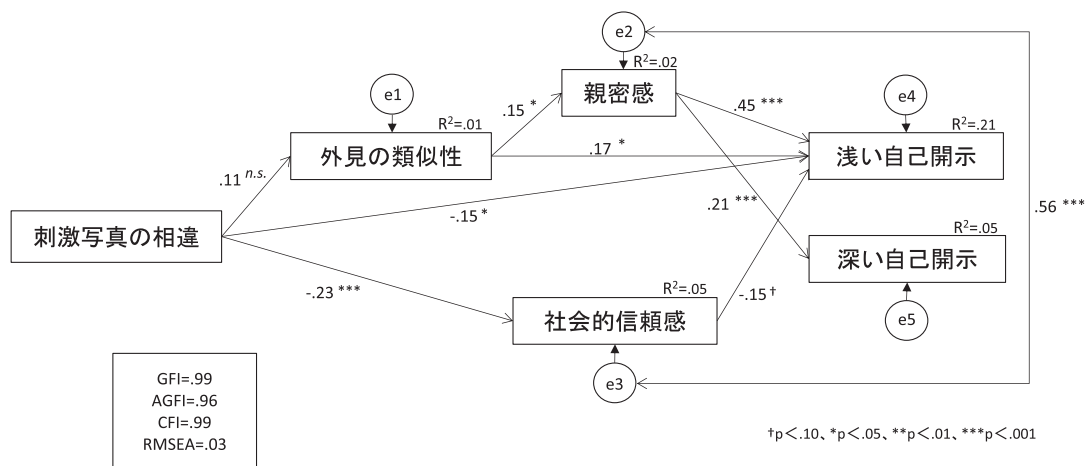 e2
R²=.02
親密感
e1
R²=.01
外見の類似性
.15 *
.45 ***
e4
R²=.21
浅い自己開示
.17 *
.11 n.s.
-.15 *
.21 ***
.56 ***
刺激写真の相違
R²=.05
深い自己開示
e5
-.23 ***
R²=.05
社会的信頼感
-.15 †
e3
GFI=.99
AGFI=.96
CFI=.99
RMSEA=.03
†p<.10、*p<.05、**p<.01、***p<.001